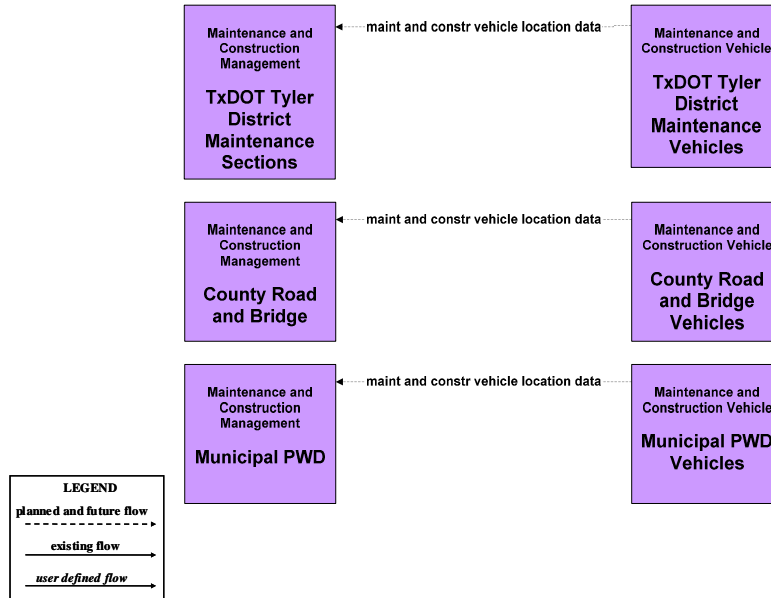 Maintenance and
Construction
Management
TxDOT Tyler
District
Maintenance
Sections
maint and constr vehicle location data
Maintenance and
Construction Vehicle
TxDOT Tyler
District
Maintenance
Vehicles
Maintenance and
Construction
Management
County Road
and Bridge
maint and constr vehicle location data
Maintenance and
Construction Vehicle
County Road
and Bridge
Vehicles
Maintenance and
Construction
Management
Municipal PWD
maint and constr vehicle location data
Maintenance and
Construction Vehicle
Municipal PWD
Vehicles
LEGEND
planned and future flow
existing flow
user defined flow